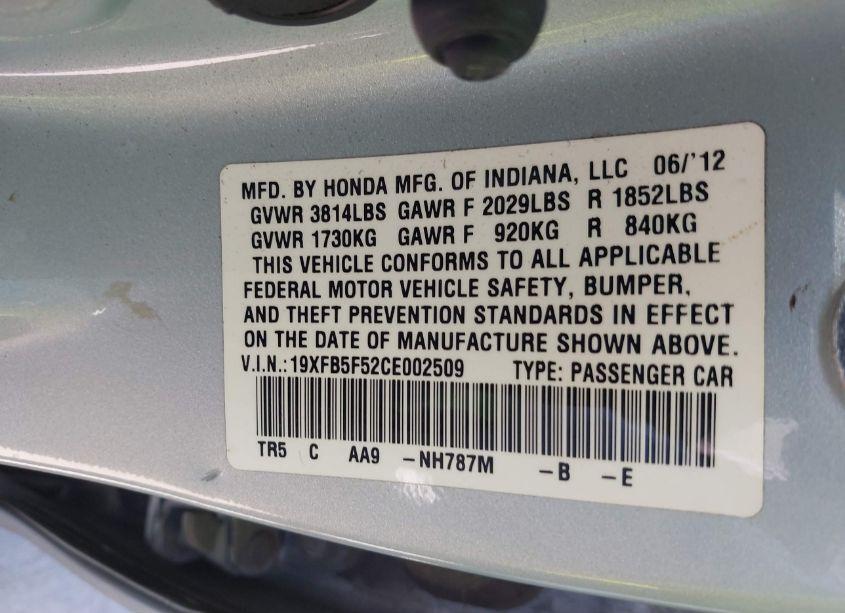 MFD. BY HONDA MFG. OF INDIANA, LLC 06/'12
GVWR 3814LBS GAWR F 2029LBS R 1852LBS
GVWR 1730KG GAWR F 920KG R 840KG
THIS VEHICLE CONFORMS TO ALL APPLICABLE
FEDERAL MOTOR VEHICLE SAFETY, BUMPER,
AND THEFT PREVENTION STANDARDS IN EFFECT
ON THE DATE OF MANUFACTURE SHOWN ABOVE.
V.I.N.: 19XFB5F52CE002509 TYPE: PASSENGER CAR
TR5 C AA9 -NH787M -B -E